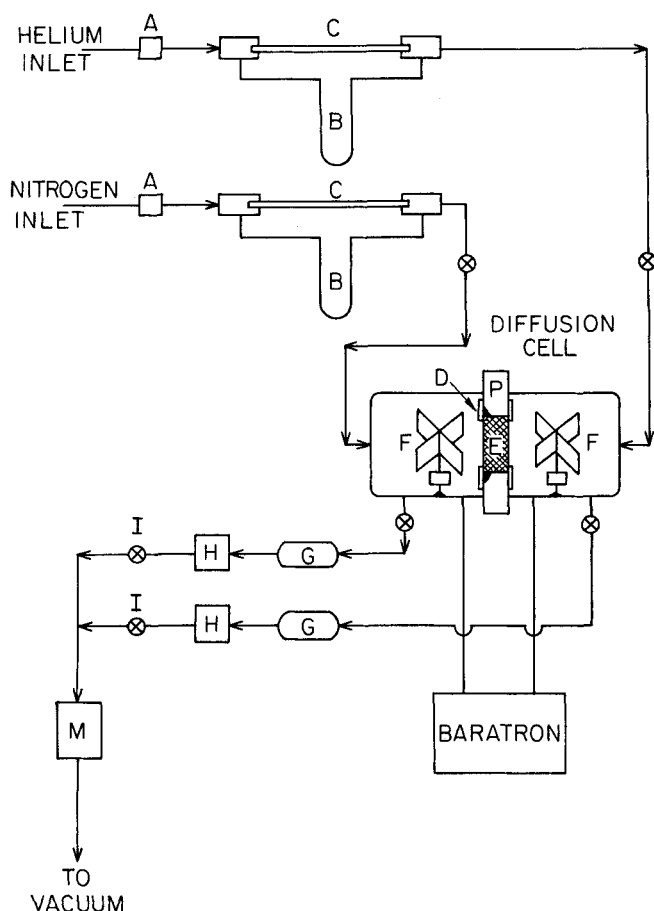 HELIUM
INLET
A
C
B
NITROGEN
INLET
A
C
B
DIFFUSION
CELL
D
P
F
E
F
I
H
G
I
H
G
M
BARATRON
TO
VACUUM